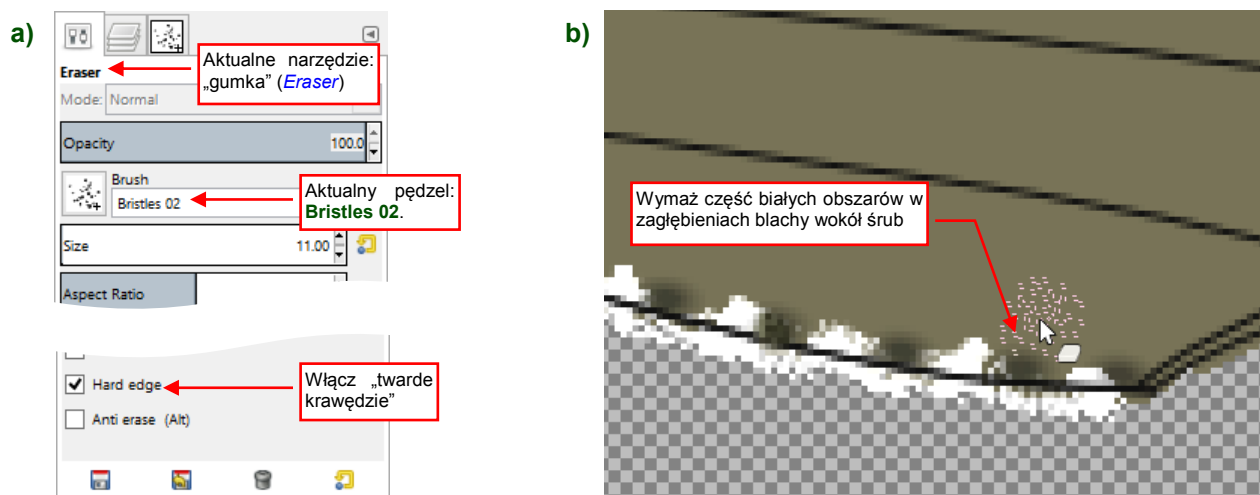 a)
Eraser
Aktualne narzędzie:
„gumka” (Eraser)
Mode: Normal
Opacity 100.0
Brush
Bristles 02
Aktualny pędzel:
Bristles 02.
Size 11.00
Aspect Ratio
Hard edge
Włącz „twarde
krawędzie”
Anti erase (Alt)
b)
Wymaż część białych obszarów w
zagłębieniach blachy wokół śrub